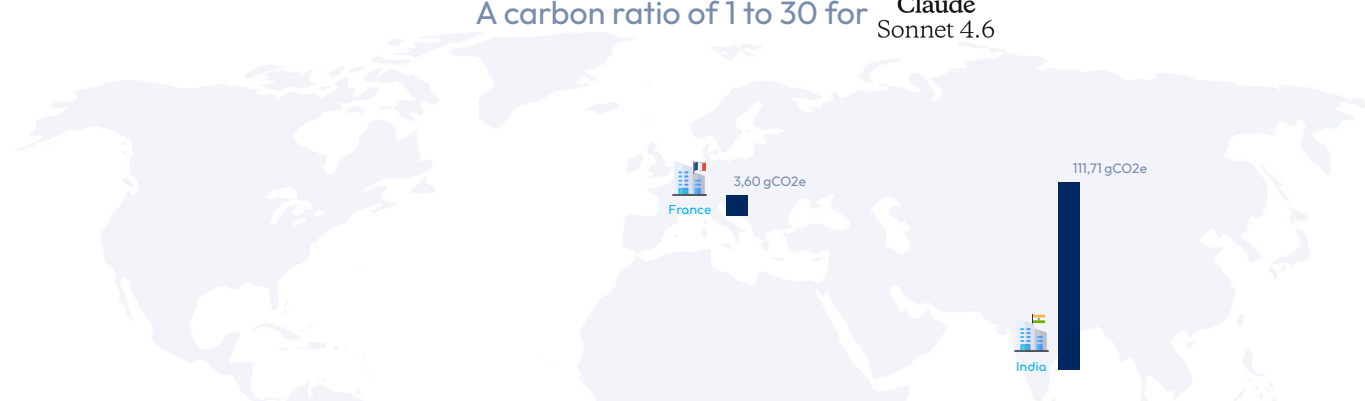 A carbon ratio of 1 to 30 for
Claude
Sonnet 4.6
111,71 gCO2e
3,60 gCO2e
France
India